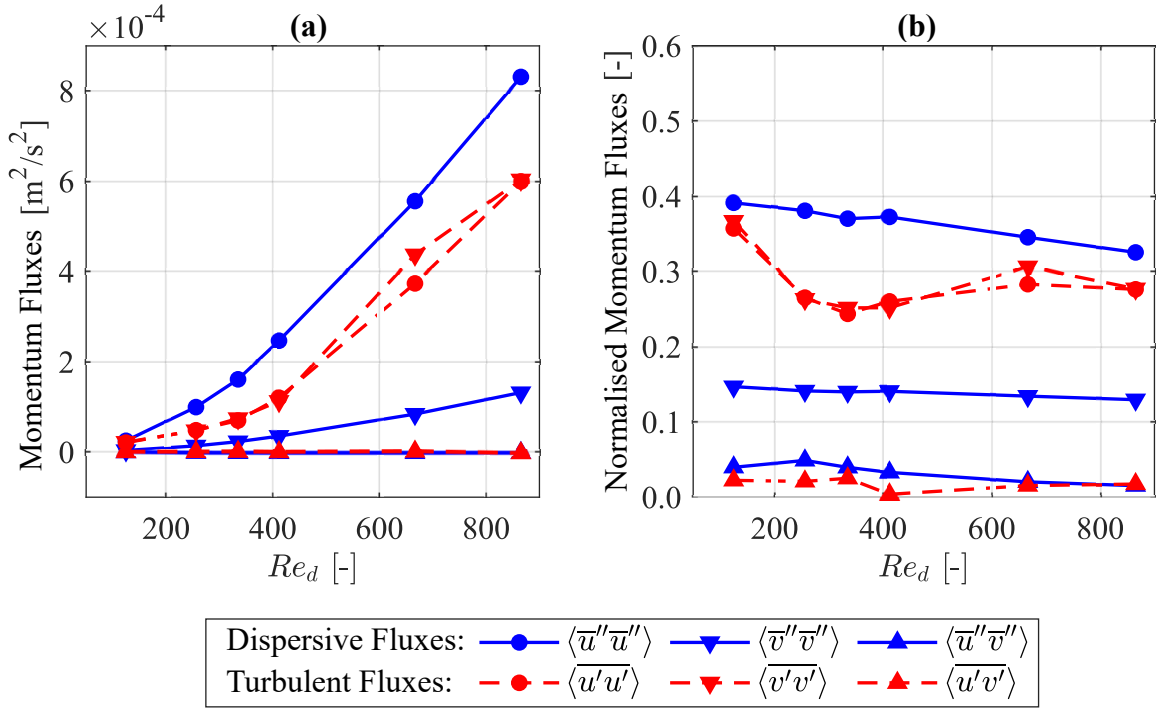 ×10⁻⁴
(a)
(b)
Momentum Fluxes [m²/s²]
8
6
4
2
0
200
400
600
800
Re_d [-]
Normalised Momentum Fluxes [-]
0.6
0.5
0.4
0.3
0.2
0.1
0.0
200
400
600
800
Re_d [-]
Dispersive Fluxes: ⟨u̅″u̅″⟩ ⟨v̅″v̅″⟩ ⟨u̅″v̅″⟩
Turbulent Fluxes: ⟨\overline{u′u′}⟩ ⟨\overline{v′v′}⟩ ⟨\overline{u′v′}⟩